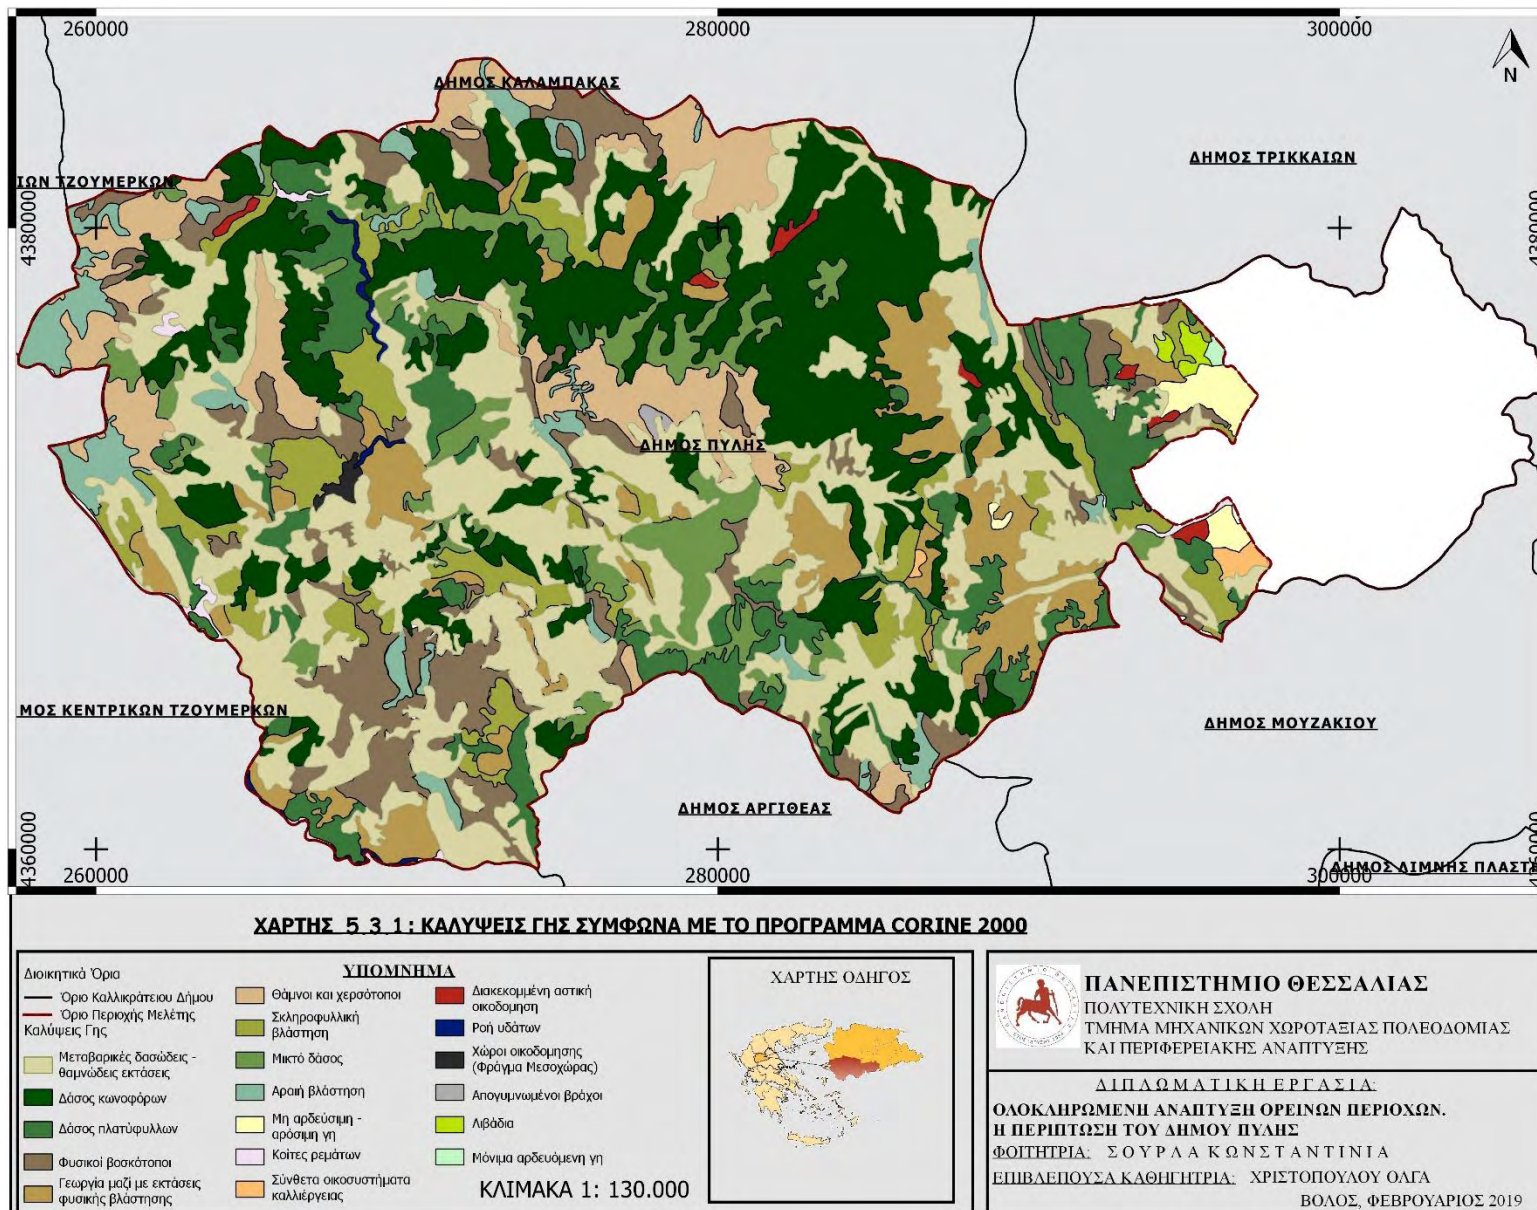 260000
280000
300000
N
ΔΗΜΟΣ ΚΑΛΑΜΠΑΚΑΣ
ΔΗΜΟΣ ΤΡΙΚΚΑΙΩΝ
ΙΩΝ ΤΖΟΥΜΕΡΚΩΝ
4380000
4380000
ΔΗΜΟΣ ΠΥΛΗΣ
ΜΟΣ ΚΕΝΤΡΙΚΩΝ ΤΖΟΥΜΕΡΚΩΝ
ΔΗΜΟΣ ΜΟΥΖΑΚΙΟΥ
ΔΗΜΟΣ ΑΡΓΙΘΕΑΣ
4360000
ΔΗΜΟΣ ΛΙΜΝΗΣ ΠΛΑΣΤ
260000
280000
300000
ΧΑΡΤΗΣ 5 3 1 : ΚΑΛΥΨΕΙΣ ΓΗΣ ΣΥΜΦΩΝΑ ΜΕ ΤΟ ΠΡΟΓΡΑΜΜΑ CORINE 2000
ΥΠΟΜΝΗΜΑ
Διοικητικά Όρια
Όριο Καλλικράτειου Δήμου
Όριο Περιοχής Μελέτης
Καλύψεις Γης
Μεταβαρικές δασώδεις -
θαμνώδεις εκτάσεις
Δάσος κωνοφόρων
Δάσος πλατύφυλλων
Φυσικοί βοσκότοποι
Γεωργία μαζί με εκτάσεις
φυσικής βλάστησης
Θάμνοι και χερσότοποι
Σκληροφυλλική
βλάστηση
Μικτό δάσος
Αραιή βλάστηση
Μη αρδεύσιμη -
αρόσιμη γη
Κοίτες ρεμάτων
Σύνθετα οικοσυστήματα
καλλιέργειας
Διακεκομμένη αστική
οικοδομηση
Ροή υδάτων
Χώροι οικοδομησης
(Φράγμα Μεσοχώρας)
Απογυμνωμένοι βράχοι
Λιβάδια
Μόνιμα αρδευόμενη γη
ΚΛΙΜΑΚΑ 1: 130.000
ΧΑΡΤΗΣ ΟΔΗΓΟΣ
ΠΑΝΕΠΙΣΤΗΜΙΟ ΘΕΣΣΑΛΙΑΣ
ΠΟΛΥΤΕΧΝΙΚΗ ΣΧΟΛΗ
ΤΜΗΜΑ ΜΗΧΑΝΙΚΩΝ ΧΩΡΟΤΑΞΙΑΣ ΠΟΛΕΟΔΟΜΙΑΣ
ΚΑΙ ΠΕΡΙΦΕΡΕΙΑΚΗΣ ΑΝΑΠΤΥΞΗΣ
ΔΙΠΛΩΜΑΤΙΚΗ ΕΡΓΑΣΙΑ:
ΟΛΟΚΛΗΡΩΜΕΝΗ ΑΝΑΠΤΥΞΗ ΟΡΕΙΝΩΝ ΠΕΡΙΟΧΩΝ.
Η ΠΕΡΙΠΤΩΣΗ ΤΟΥ ΔΗΜΟΥ ΠΥΛΗΣ
ΦΟΙΤΗΤΡΙΑ: ΣΟΥΡΛΑ ΚΩΝΣΤΑΝΤΙΝΙΑ
ΕΠΙΒΛΕΠΟΥΣΑ ΚΑΘΗΓΗΤΡΙΑ: ΧΡΙΣΤΟΠΟΥΛΟΥ ΟΛΓΑ
ΒΟΛΟΣ, ΦΕΒΡΟΥΑΡΙΟΣ 2019